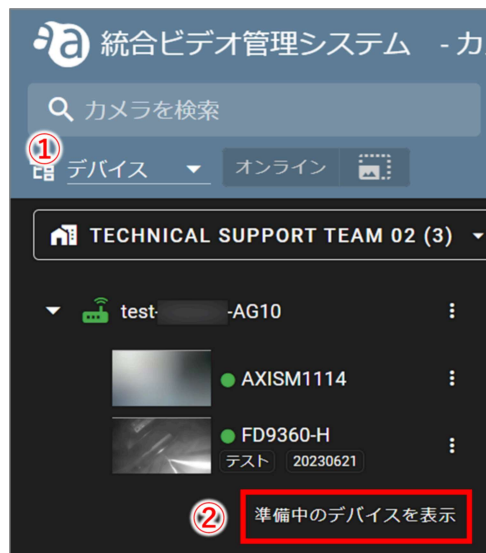 a 統合ビデオ管理システム - カ
カメラを検索
①
デバイス オンライン
TECHNICAL SUPPORT TEAM 02 (3)
test- -AG10
AXISM1114
FD9360-H
テスト 20230621
② 準備中のデバイスを表示